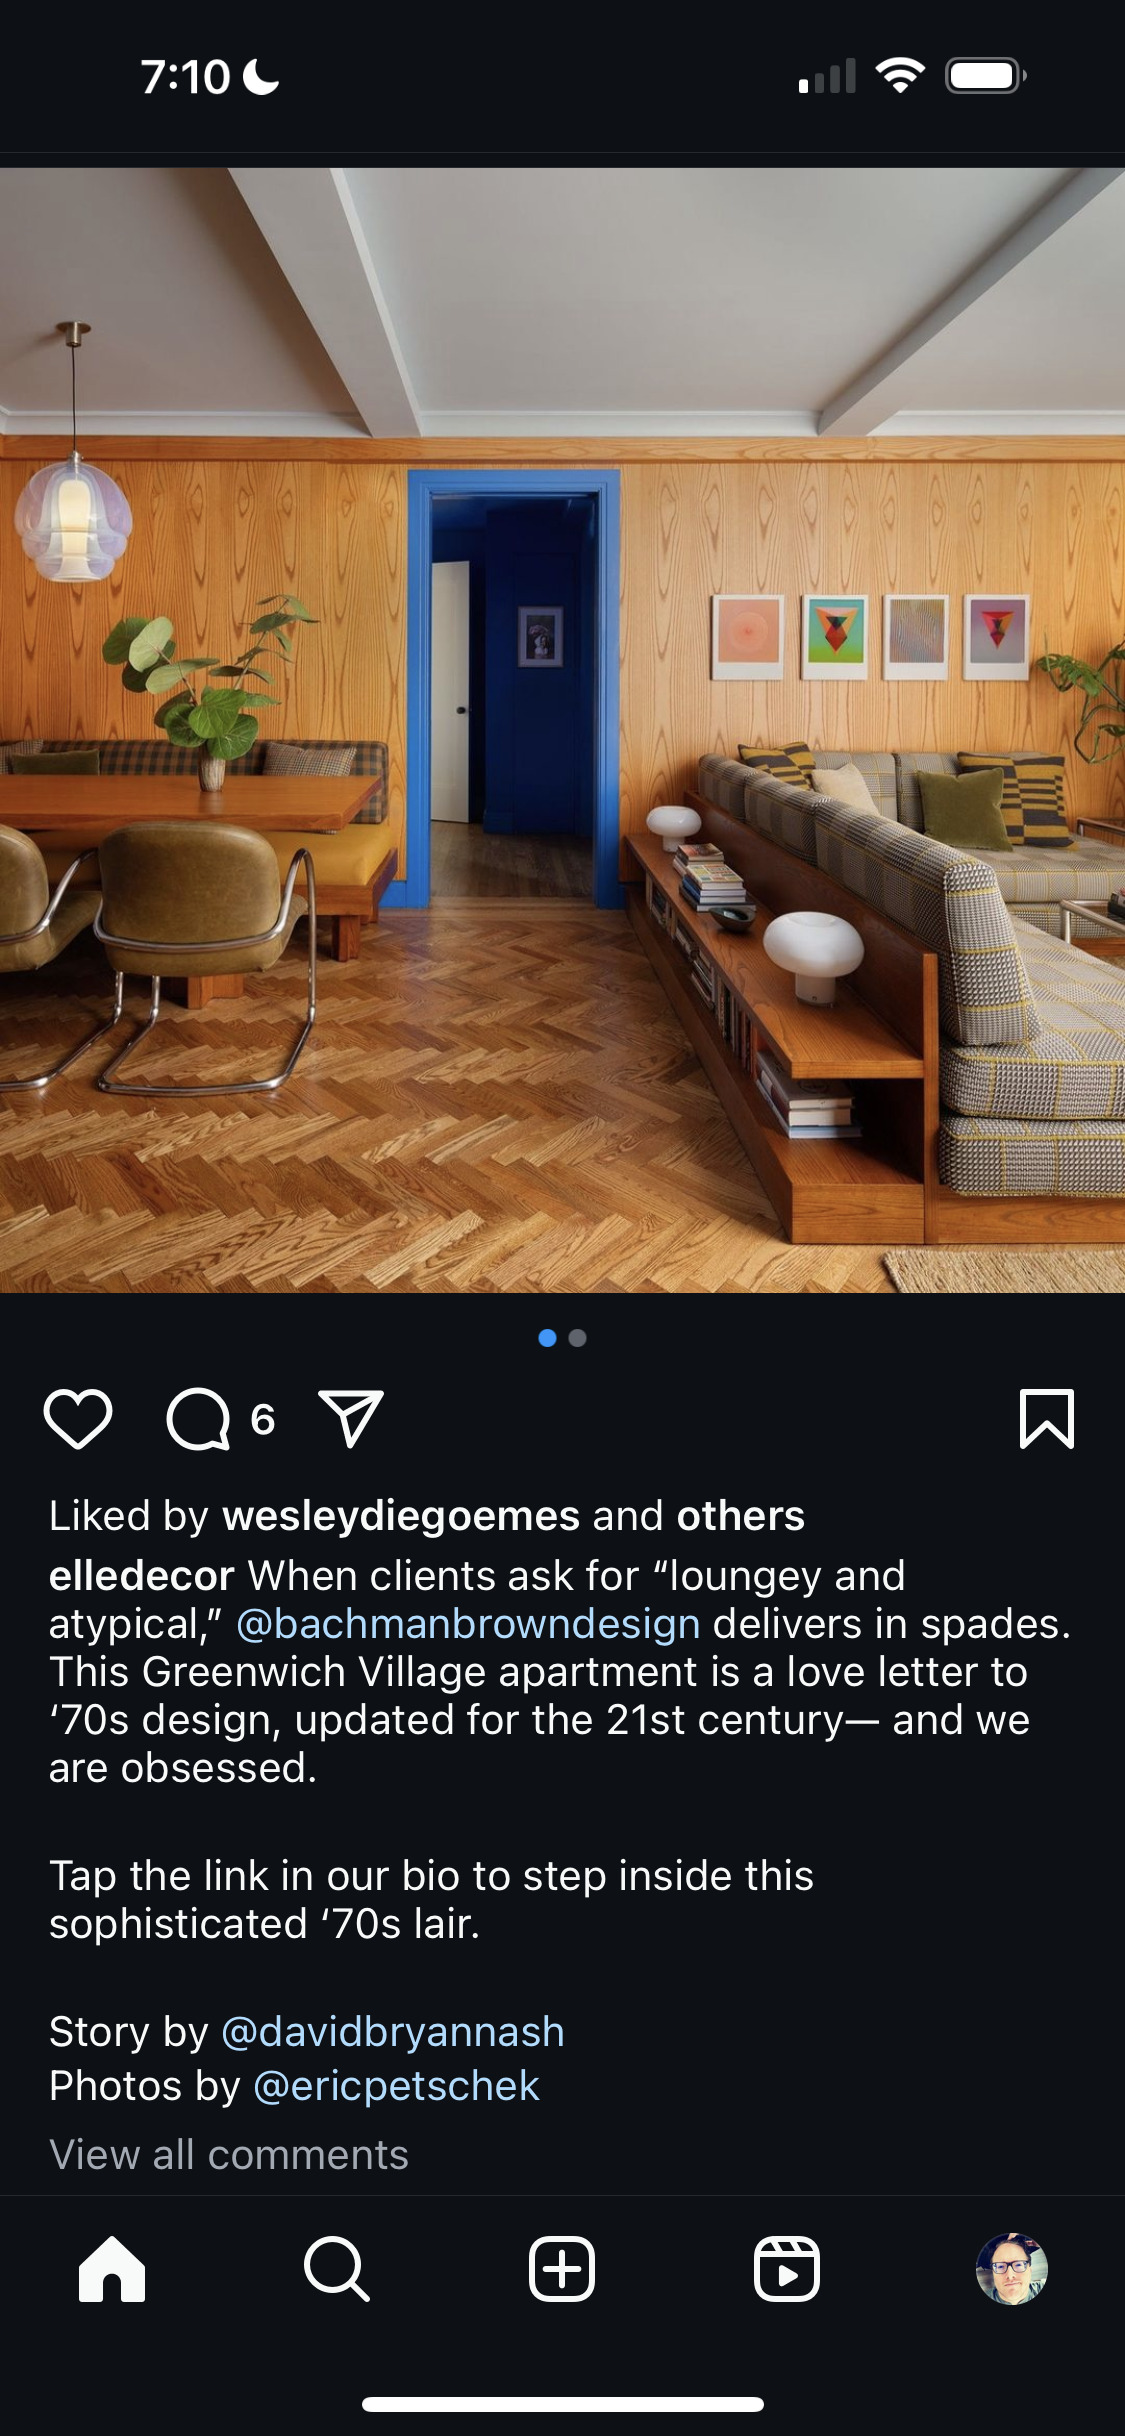 7:10
6
Liked by wesleydiegoemes and others
elledecor When clients ask for “loungey and
atypical,” @bachmanbrowndesign delivers in spades.
This Greenwich Village apartment is a love letter to
‘70s design, updated for the 21st century— and we
are obsessed.
Tap the link in our bio to step inside this
sophisticated ‘70s lair.
Story by @davidbryannash
Photos by @ericpetschek
View all comments